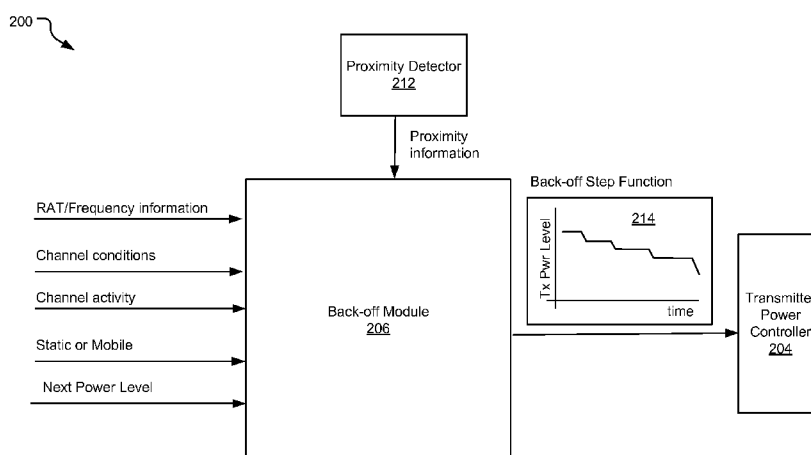 200
Proximity Detector
212
Proximity
information
Back-off Step Function
RAT/Frequency information
214
Tx Pwr Level
Channel conditions
Channel activity
time
Back-off Module
206
Transmitte
Power
Controlle
204
Static or Mobile
Next Power Level